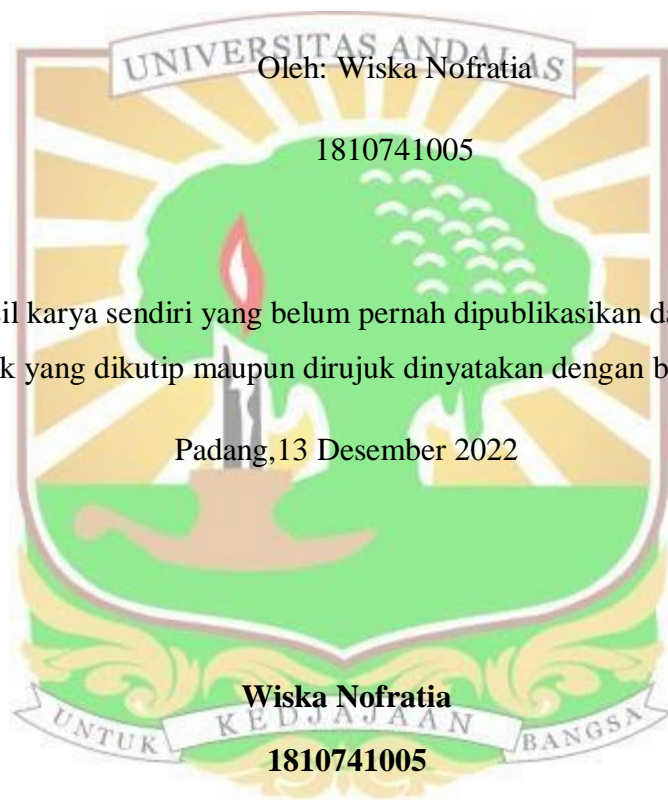 UNIVERSITAS ANDALAS
Oleh: Wiska Nofratia
1810741005
sil karya sendiri yang belum pernah dipublikasikan da
k yang dikutip maupun dirujuk dinyatakan dengan b
Padang,13 Desember 2022
Wiska Nofratia
UNTUK KEDJAJAAN BANGSA
1810741005